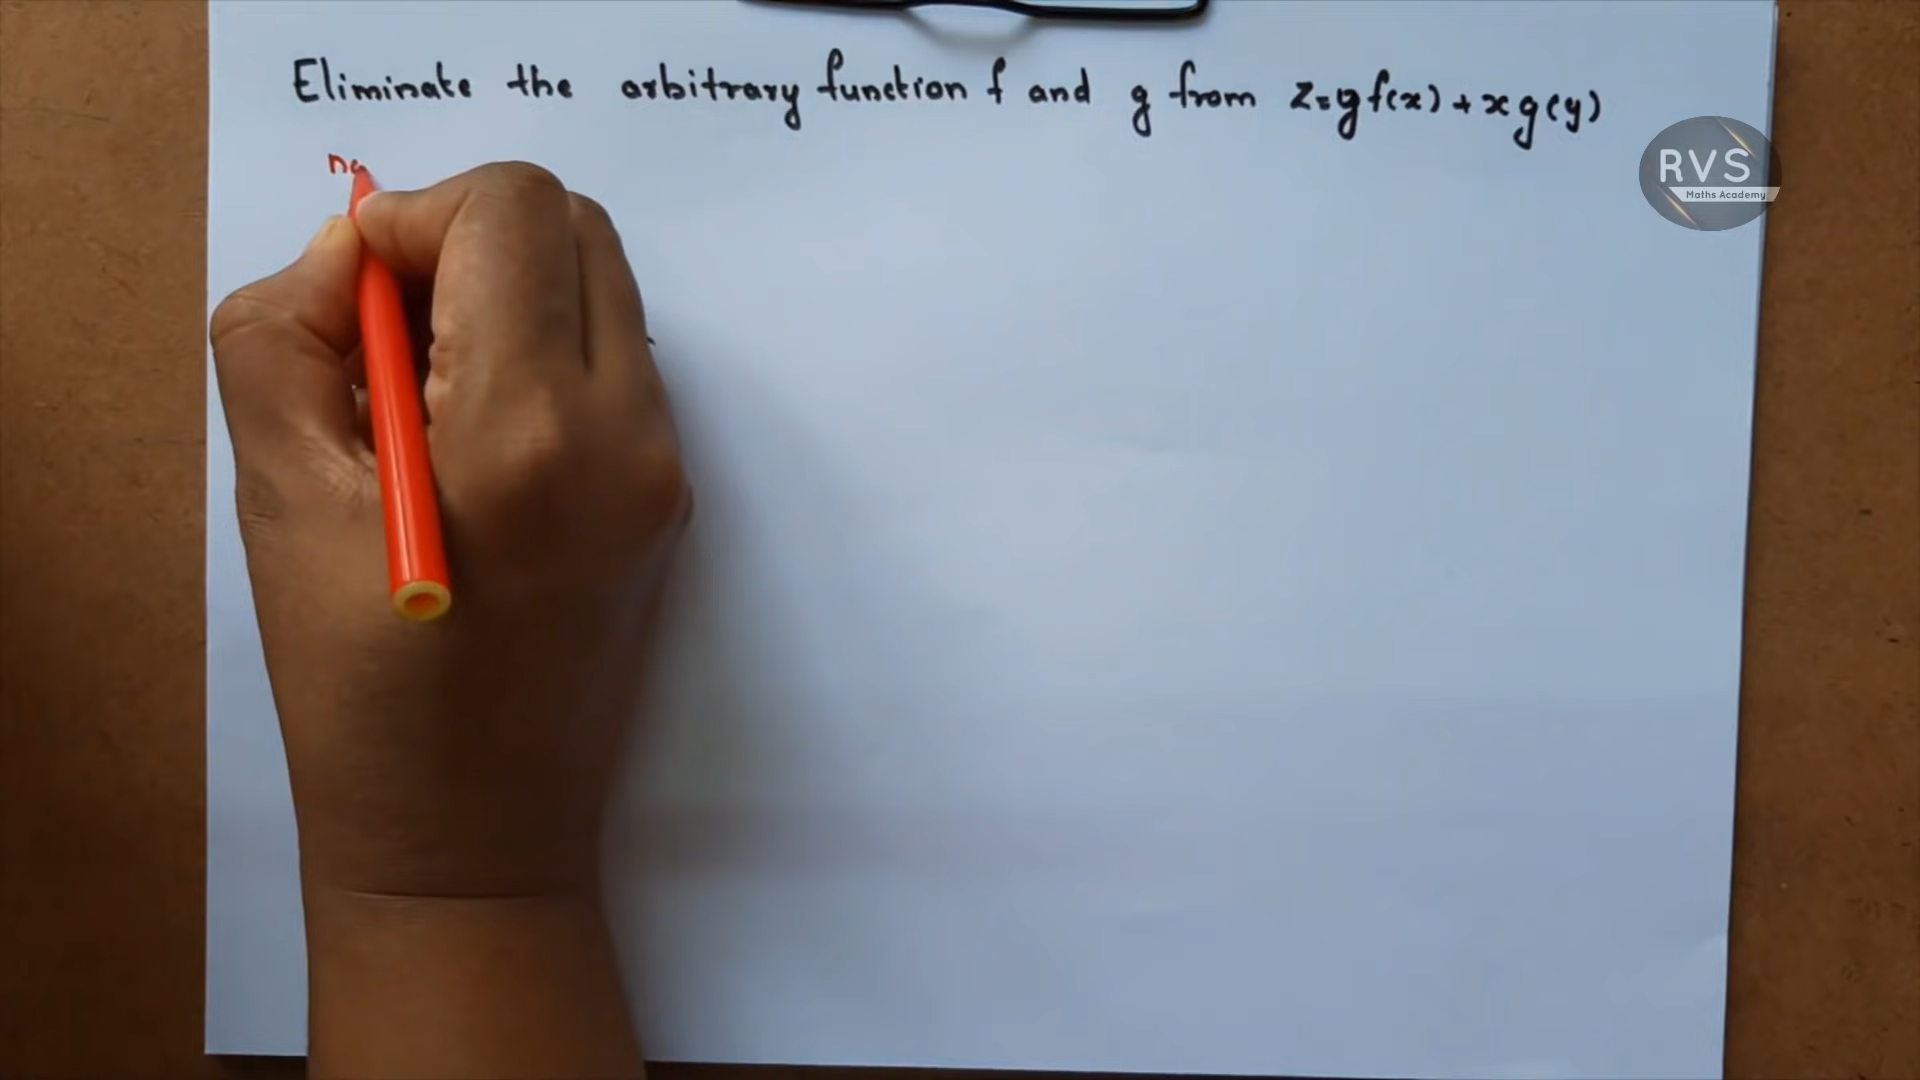 Eliminate the arbitrary function f and g from z=yf(x)+xg(y)
RVS
Maths Academy